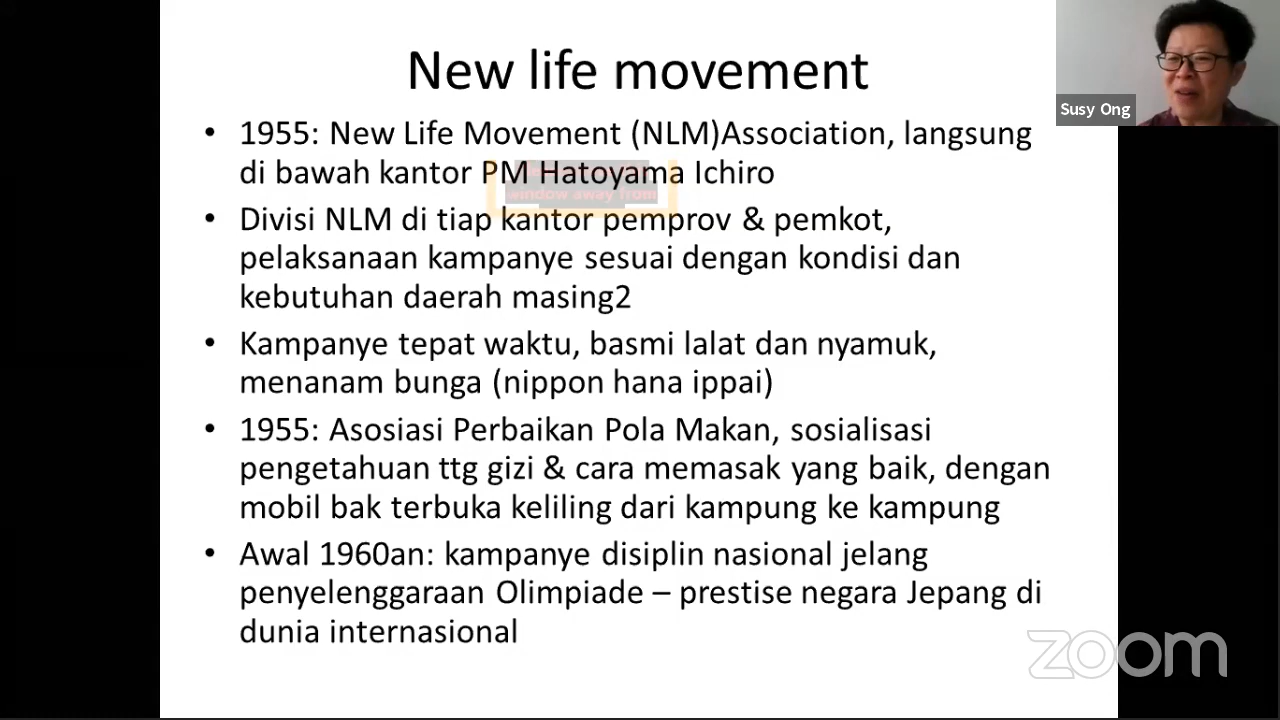 New life movement
Susy Ong
• 1955: New Life Movement (NLM)Association, langsung
di bawah kantor PM Hatoyama Ichiro
window away from
• Divisi NLM di tiap kantor pemprov & pemkot,
pelaksanaan kampanye sesuai dengan kondisi dan
kebutuhan daerah masing2
• Kampanye tepat waktu, basmi lalat dan nyamuk,
menanam bunga (nippon hana ippai)
• 1955: Asosiasi Perbaikan Pola Makan, sosialisasi
pengetahuan ttg gizi & cara memasak yang baik, dengan
mobil bak terbuka keliling dari kampung ke kampung
• Awal 1960an: kampanye disiplin nasional jelang
penyelenggaraan Olimpiade – prestise negara Jepang di
dunia internasional
zoom